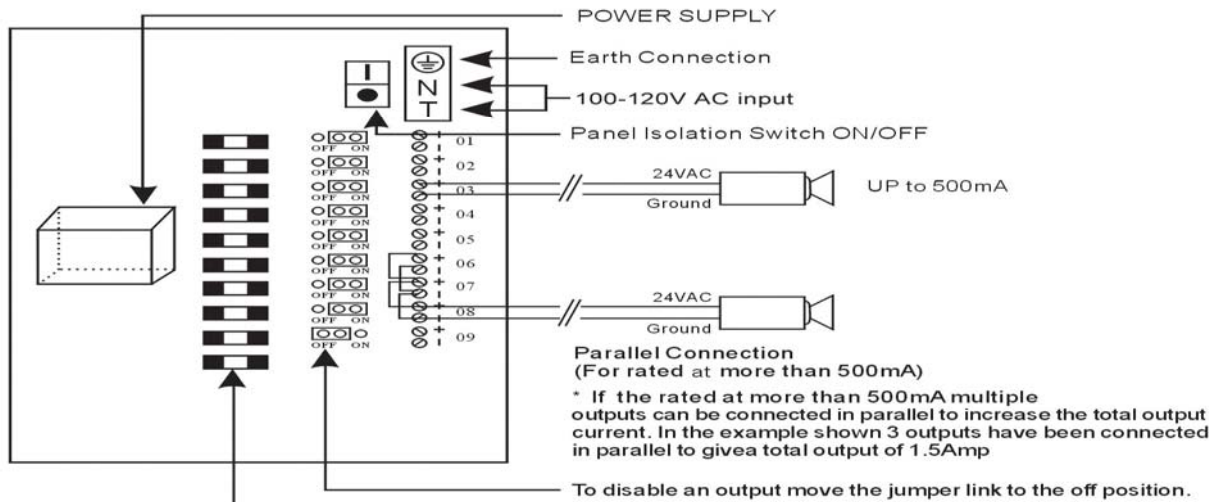 POWER SUPPLY
Earth Connection
N
T
100-120V AC input
Panel Isolation Switch ON/OFF
OFF ON + 01
OFF ON + 02
OFF ON + 03
OFF ON + 04
OFF ON + 05
OFF ON + 06
OFF ON + 07
OFF ON + 08
OFF ON + 09
24VAC
Ground
UP to 500mA
24VAC
Ground
Parallel Connection
(For rated at more than 500mA)
* If the rated at more than 500mA multiple
outputs can be connected in parallel to increase the total output
current. In the example shown 3 outputs have been connected
in parallel to givea total output of 1.5Amp
To disable an output move the jumper link to the off position.